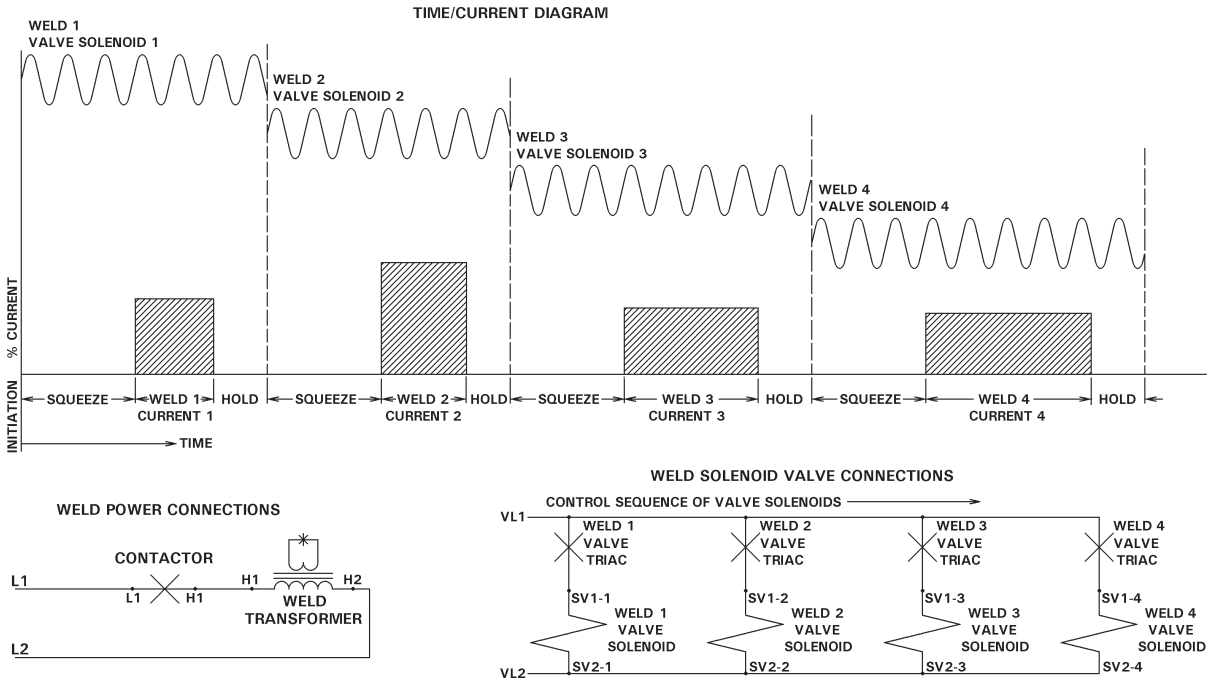 TIME/CURRENT DIAGRAM
WELD 1
VALVE SOLENOID 1
WELD 2
VALVE SOLENOID 2
WELD 3
VALVE SOLENOID 3
WELD 4
VALVE SOLENOID 4
% CURRENT
INITIATION
SQUEEZE
WELD 1
CURRENT 1
HOLD
SQUEEZE
WELD 2
CURRENT 2
HOLD
SQUEEZE
WELD 3
CURRENT 3
HOLD
SQUEEZE
WELD 4
CURRENT 4
HOLD
TIME
WELD POWER CONNECTIONS
CONTACTOR
L1
L1
H1
H1
H2
WELD
TRANSFORMER
L2
WELD SOLENOID VALVE CONNECTIONS
CONTROL SEQUENCE OF VALVE SOLENOIDS
VL1
WELD 1
VALVE
TRIAC
WELD 2
VALVE
TRIAC
WELD 3
VALVE
TRIAC
WELD 4
VALVE
TRIAC
SV1-1
SV1-2
SV1-3
SV1-4
WELD 1
VALVE
SOLENOID
WELD 2
VALVE
SOLENOID
WELD 3
VALVE
SOLENOID
WELD 4
VALVE
SOLENOID
VL2
SV2-1
SV2-2
SV2-3
SV2-4